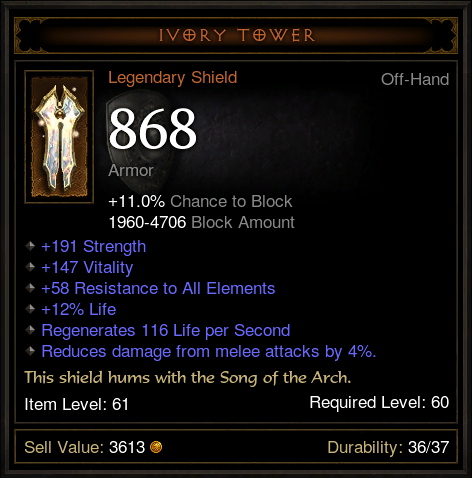 IVORY TOWER
Legendary Shield Off-Hand
868
Armor
+11.0% Chance to Block
1960-4706 Block Amount
+191 Strength
+147 Vitality
+58 Resistance to All Elements
+12% Life
Regenerates 116 Life per Second
Reduces damage from melee attacks by 4%.
This shield hums with the Song of the Arch.
Item Level: 61 Required Level: 60
Sell Value: 3613 Durability: 36/37